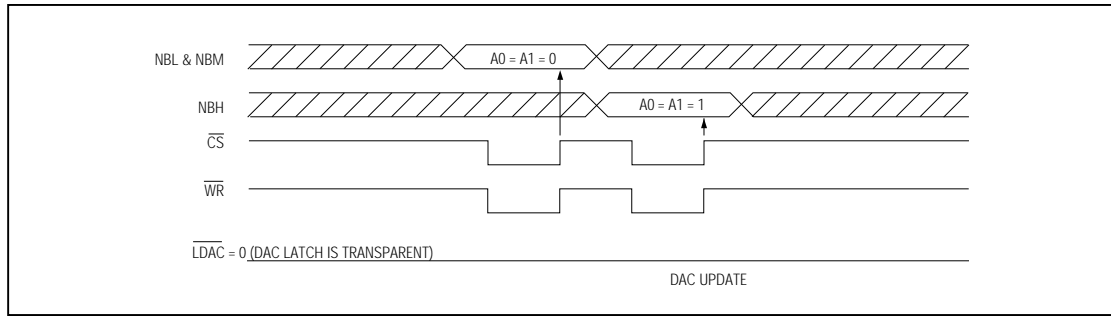 NBL & NBM
A0 = A1 = 0
NBH
A0 = A1 = 1
CS
WR
LDAC = 0 (DAC LATCH IS TRANSPARENT)
DAC UPDATE